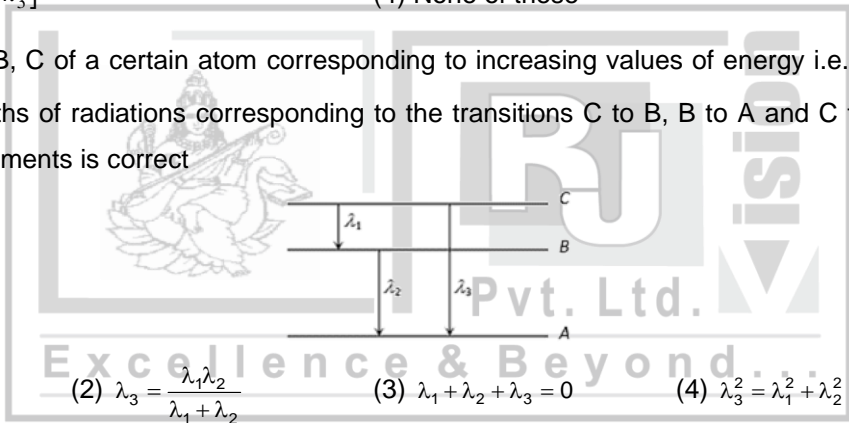 (4) None of these
B, C of a certain atom corresponding to increasing values of energy i.e.
ths of radiations corresponding to the transitions C to B, B to A and C
ments is correct
C
λ₁
B
λ₂ λ₃
A
RJ Vision
Pvt. Ltd.
Excellence & Beyond...
(2) λ₃ = λ₁λ₂ / (λ₁ + λ₂) (3) λ₁ + λ₂ + λ₃ = 0 (4) λ₃² = λ₁² + λ₂²